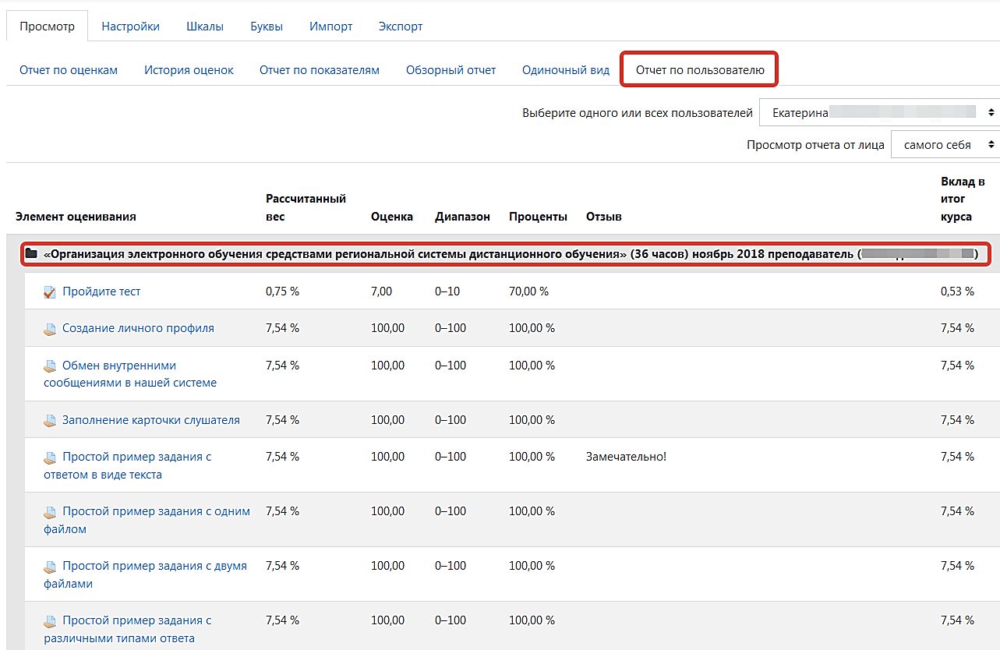 Просмотр Настройки Шкалы Буквы Импорт Экспорт
Отчет по оценкам История оценок Отчет по показателям Обзорный отчет Одиночный вид Отчет по пользователю
Выберите одного или всех пользователей Екатерина
Просмотр отчета от лица самого себя
Элемент оценивания Рассчитанный вес Оценка Диапазон Проценты Отзыв Вклад в итог курса
«Организация электронного обучения средствами региональной системы дистанционного обучения» (36 часов) ноябрь 2018 преподаватель ( )
Пройдите тест 0,75 % 7,00 0–10 70,00 % 0,53 %
Создание личного профиля 7,54 % 100,00 0–100 100,00 % 7,54 %
Обмен внутренними 7,54 % 100,00 0–100 100,00 % 7,54 %
сообщениями в нашей системе
Заполнение карточки слушателя 7,54 % 100,00 0–100 100,00 % 7,54 %
Простой пример задания с 7,54 % 100,00 0–100 100,00 % Замечательно! 7,54 %
ответом в виде текста
Простой пример задания с одним 7,54 % 100,00 0–100 100,00 % 7,54 %
файлом
Простой пример задания с двумя 7,54 % 100,00 0–100 100,00 % 7,54 %
файлами
Простой пример задания с 7,54 % 100,00 0–100 100,00 % 7,54 %
различными типами ответа